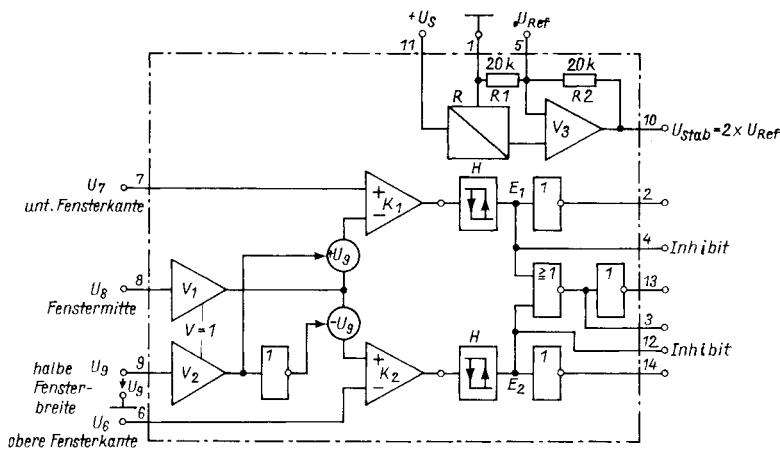 +U_S
U_Ref
11
1
5
20k
20k
R
R1
R2
V_3
10
U_Stab=2 x U_Ref
U_7
7
unt. Fensterkante
+
−
K_1
H
E_1
1
2
4
Inhibit
+U_9
U_8
8
Fenstermitte
V_1
V=1
≧1
1
13
3
−U_9
12
Inhibit
halbe
Fenster-
breite
U_9
9
U_9
V_2
1
+
−
K_2
H
E_2
1
14
6
U_6
obere Fensterkante